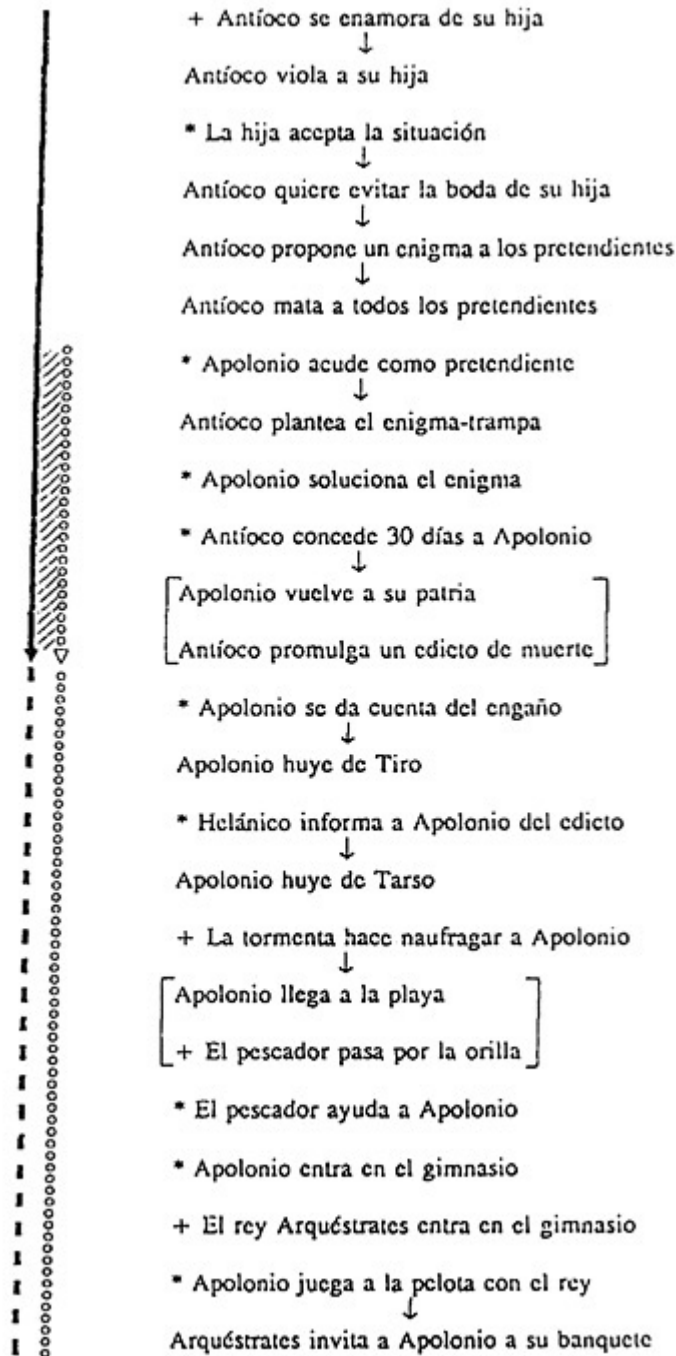 + Antíoco se enamora de su hija
↓
Antíoco viola a su hija
* La hija acepta la situación
↓
Antíoco quiere evitar la boda de su hija
↓
Antíoco propone un enigma a los pretendientes
↓
Antíoco mata a todos los pretendientes
* Apolonio acude como pretendiente
↓
Antíoco plantea el enigma-trampa
* Apolonio soluciona el enigma
* Antíoco concede 30 días a Apolonio
↓
Apolonio vuelve a su patria
Antíoco promulga un edicto de muerte
* Apolonio se da cuenta del engaño
↓
Apolonio huye de Tiro
* Helánico informa a Apolonio del edicto
↓
Apolonio huye de Tarso
+ La tormenta hace naufragar a Apolonio
↓
Apolonio llega a la playa
+ El pescador pasa por la orilla
* El pescador ayuda a Apolonio
* Apolonio entra en el gimnasio
+ El rey Arquéstrates entra en el gimnasio
* Apolonio juega a la pelota con el rey
↓
Arquéstrates invita a Apolonio a su banquete